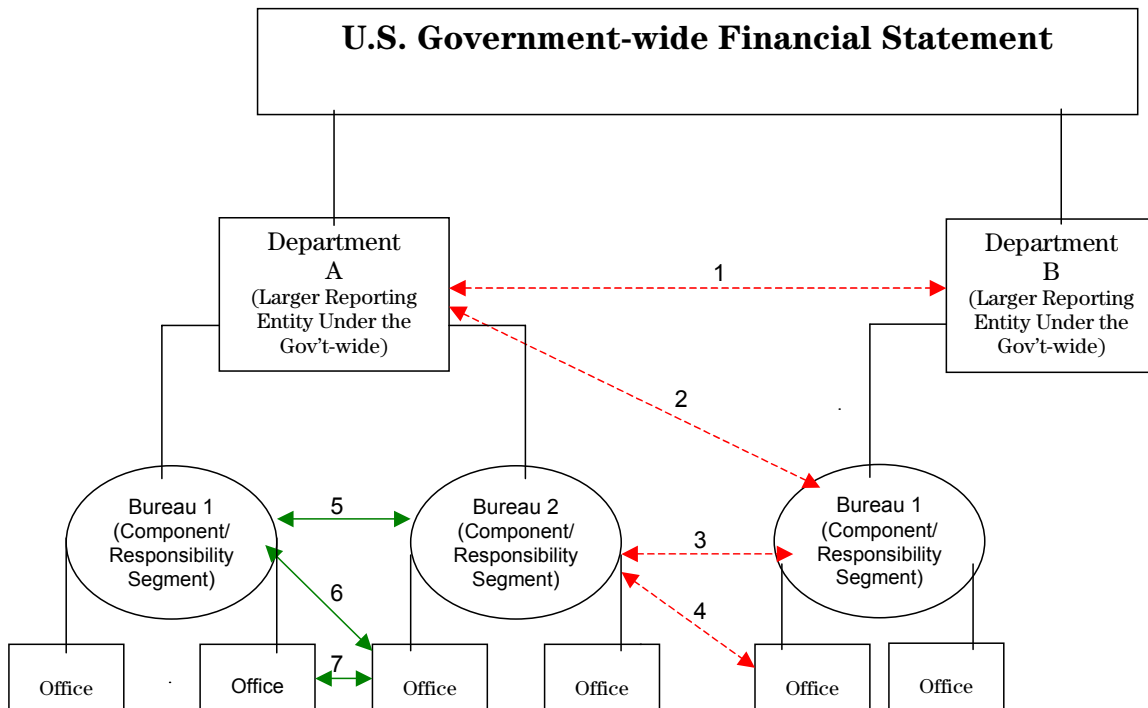 U.S. Government-wide Financial Statement
Department
A
(Larger Reporting
Entity Under the
Gov't-wide)
Department
B
(Larger Reporting
Entity Under the
Gov't-wide)
1
2
Bureau 1
(Component/
Responsibility
Segment)
5
Bureau 2
(Component/
Responsibility
Segment)
3
Bureau 1
(Component/
Responsibility
Segment)
6
4
7
Office
Office
Office
Office
Office
Office